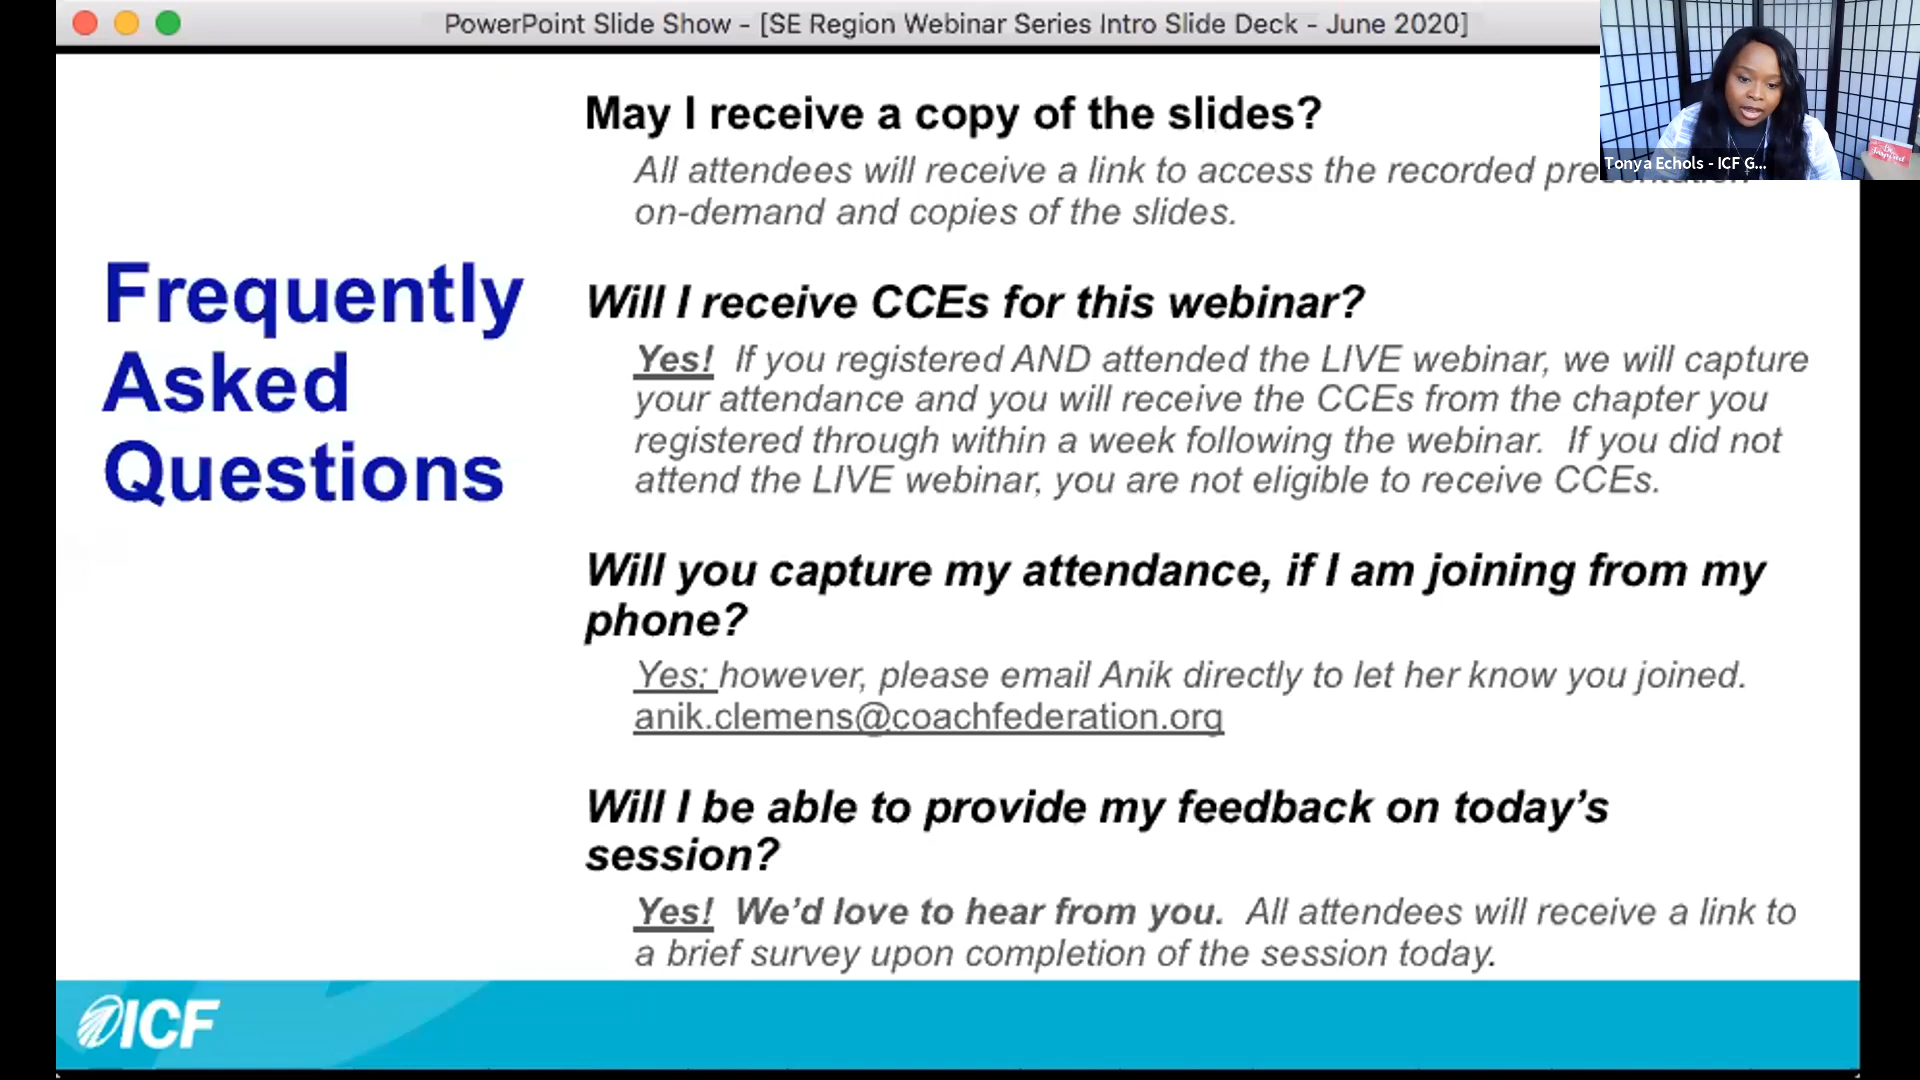 PowerPoint Slide Show - [SE Region Webinar Series Intro Slide Deck - June 2020]
Tonya Echols - ICF G...
Be Inspired
Frequently
Asked
Questions
May I receive a copy of the slides?
All attendees will receive a link to access the recorded
on-demand and copies of the slides.
Will I receive CCEs for this webinar?
Yes! If you registered AND attended the LIVE webinar, we will capture
your attendance and you will receive the CCEs from the chapter you
registered through within a week following the webinar. If you did not
attend the LIVE webinar, you are not eligible to receive CCEs.
Will you capture my attendance, if I am joining from my
phone?
Yes; however, please email Anik directly to let her know you joined.
anik.clemens@coachfederation.org
Will I be able to provide my feedback on today’s
session?
Yes! We’d love to hear from you. All attendees will receive a link to
a brief survey upon completion of the session today.
ICF